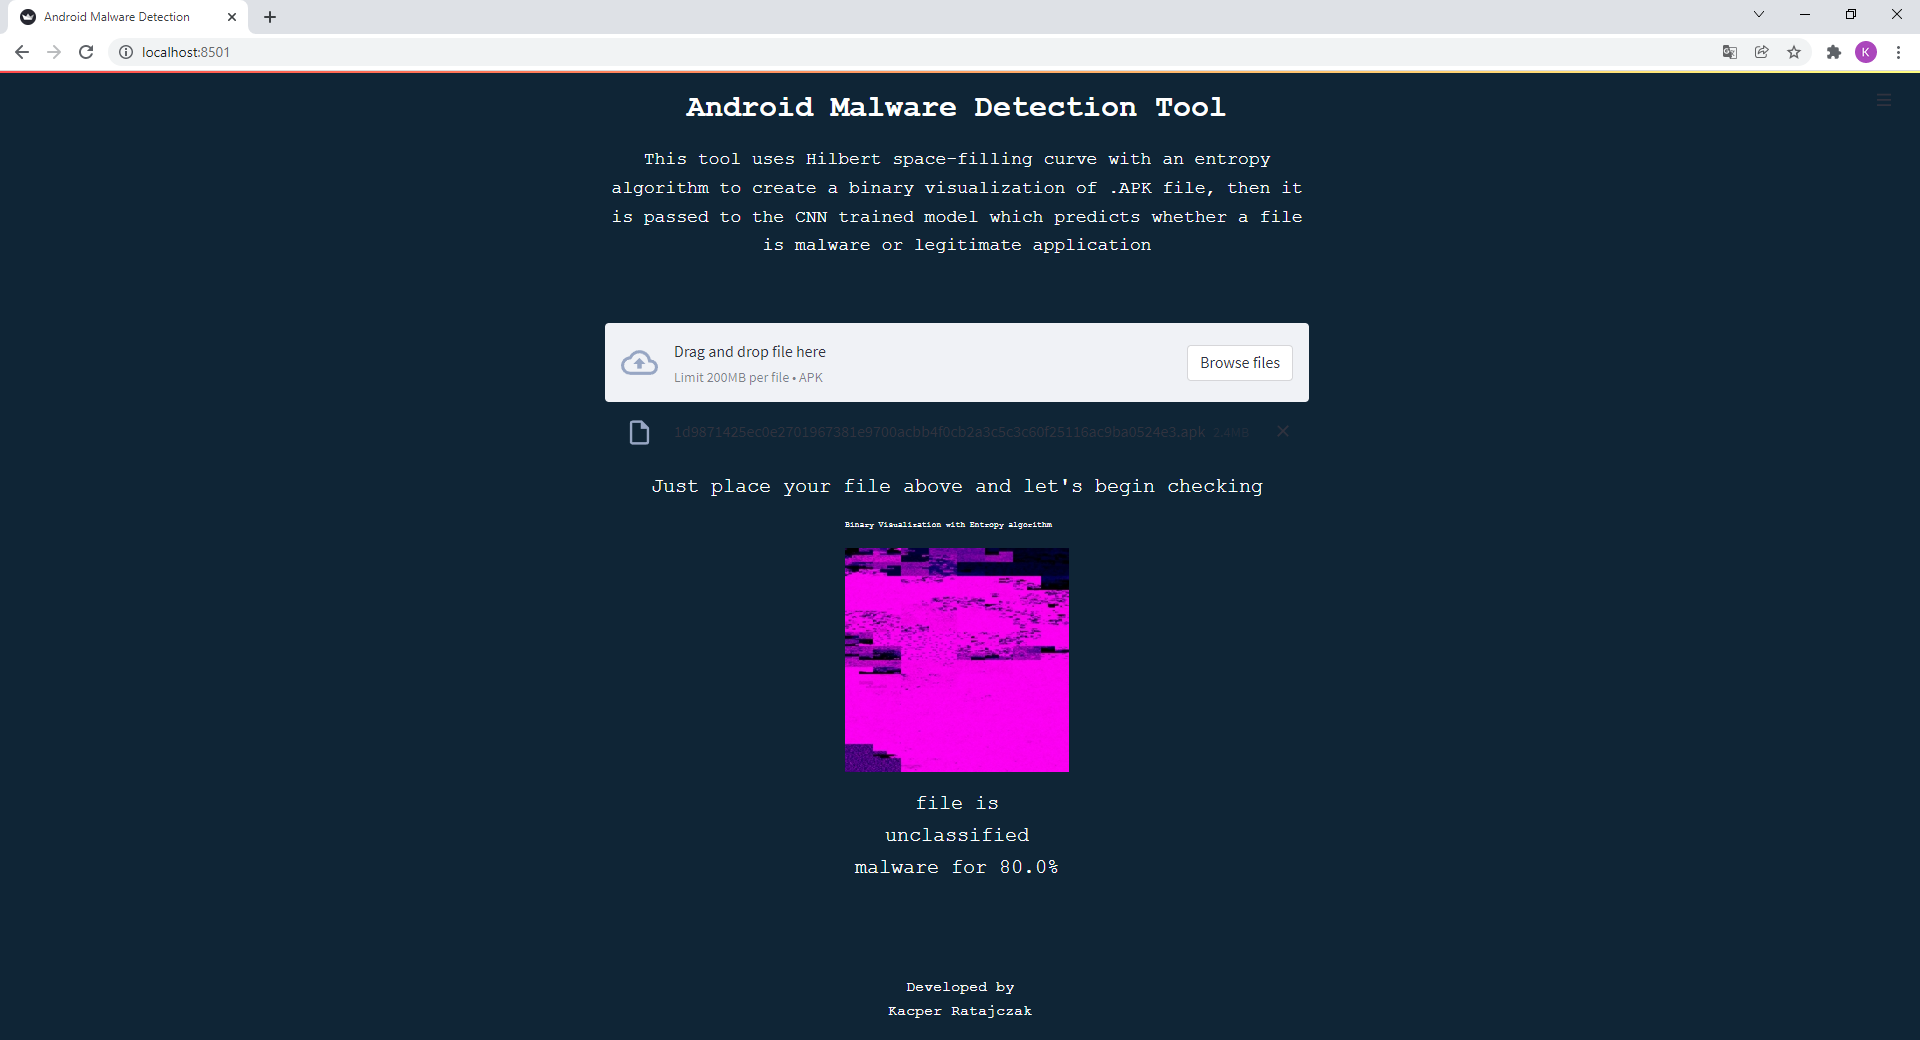 Android Malware Detection
localhost:8501
K
Android Malware Detection Tool
This tool uses Hilbert space-filling curve with an entropy
algorithm to create a binary visualization of .APK file, then it
is passed to the CNN trained model which predicts whether a file
is malware or legitimate application
Drag and drop file here
Limit 200MB per file • APK
Browse files
1d9871425ec0e2701967381e9700acbb4f0cb2a3c5c3c60f25116ac9ba0524e3.apk 2.4MB
Just place your file above and let's begin checking
Binary Visualization with Entropy algorithm
file is
unclassified
malware for 80.0%
Developed by
Kacper Ratajczak